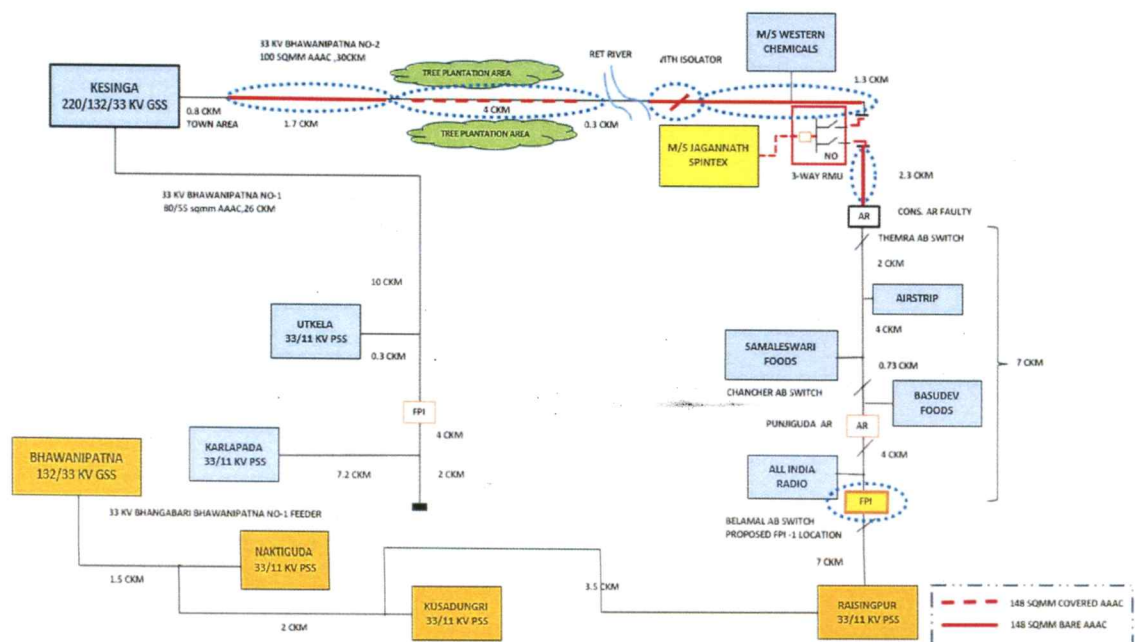 33 KV BHAWANIPATNA NO-2
100 SQMM AAAC ,30CKM
KESINGA
220/132/33 KV GSS
0.8 CKM
TOWN AREA
1.7 CKM
TREE PLANTATION AREA
4 CKM
TREE PLANTATION AREA
RET RIVER
0.3 CKM
VITH ISOLATOR
M/S WESTERN
CHEMICALS
1.3 CKM
M/S JAGANNATH
SPINTEX
NO
3-WAY RMU
2.3 CKM
AR
CONS. AR FAULTY
THEMRA AB SWITCH
2 CKM
AIRSTRIP
4 CKM
SAMALESWARI
FOODS
0.73 CKM
7 CKM
CHANCHER AB SWITCH
BASUDEV
FOODS
PUNJIGUDA AR
AR
4 CKM
ALL INDIA
RADIO
FPI
BELAMAL AB SWITCH
PROPOSED FPI -1 LOCATION
7 CKM
RAISINGPUR
33/11 KV PSS
33 KV BHAWANIPATNA NO-1
80/55 sqmm AAAC,26 CKM
10 CKM
UTKELA
33/11 KV PSS
0.3 CKM
FPI
4 CKM
KARLAPADA
33/11 KV PSS
7.2 CKM
2 CKM
BHAWANIPATNA
132/33 KV GSS
33 KV BHANGABARI BHAWANIPATNA NO-1 FEEDER
NAKTIGUDA
33/11 KV PSS
1.5 CKM
2 CKM
KUSADUNGRI
33/11 KV PSS
3.5 CKM
148 SQMM COVERED AAAC
148 SQMM BARE AAAC